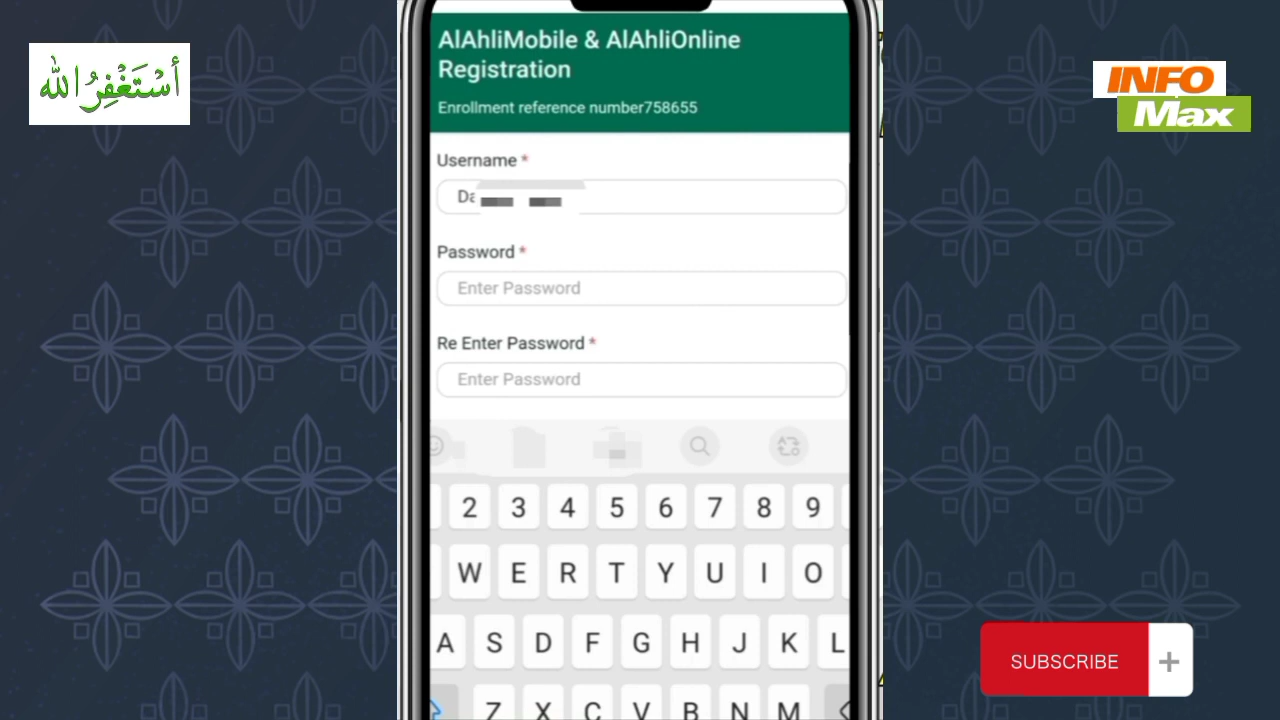 أَسْتَغْفِرُ الله
INFO
Max
AlAhliMobile & AlAhliOnline
Registration
Enrollment reference number758655
Username *
Password *
Enter Password
Re Enter Password *
Enter Password
2 3 4 5 6 7 8 9
W E R T Y U I O
A S D F G H J K L
Z X C V B N M
SUBSCRIBE +